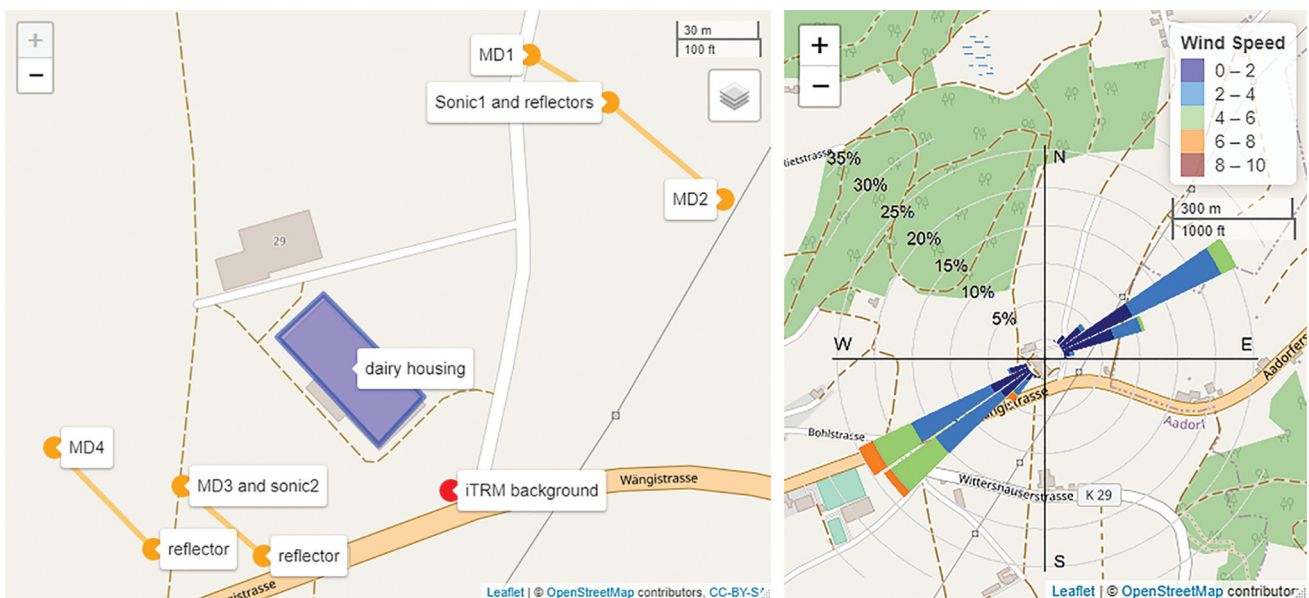 +
−
30 m
100 ft
MD1
Sonic1 and reflectors
MD2
29
dairy housing
MD4
MD3 and sonic2
iTRM background
Wängistrasse
reflector
reflector
Leaflet | © OpenStreetMap contributors, CC-BY-SA
+
−
Wind Speed
0 – 2
2 – 4
4 – 6
6 – 8
8 – 10
300 m
1000 ft
N
35%
30%
25%
20%
15%
10%
5%
W
E
Aadorf
Bohlstrasse
K 29
S
Leaflet | © OpenStreetMap contributors